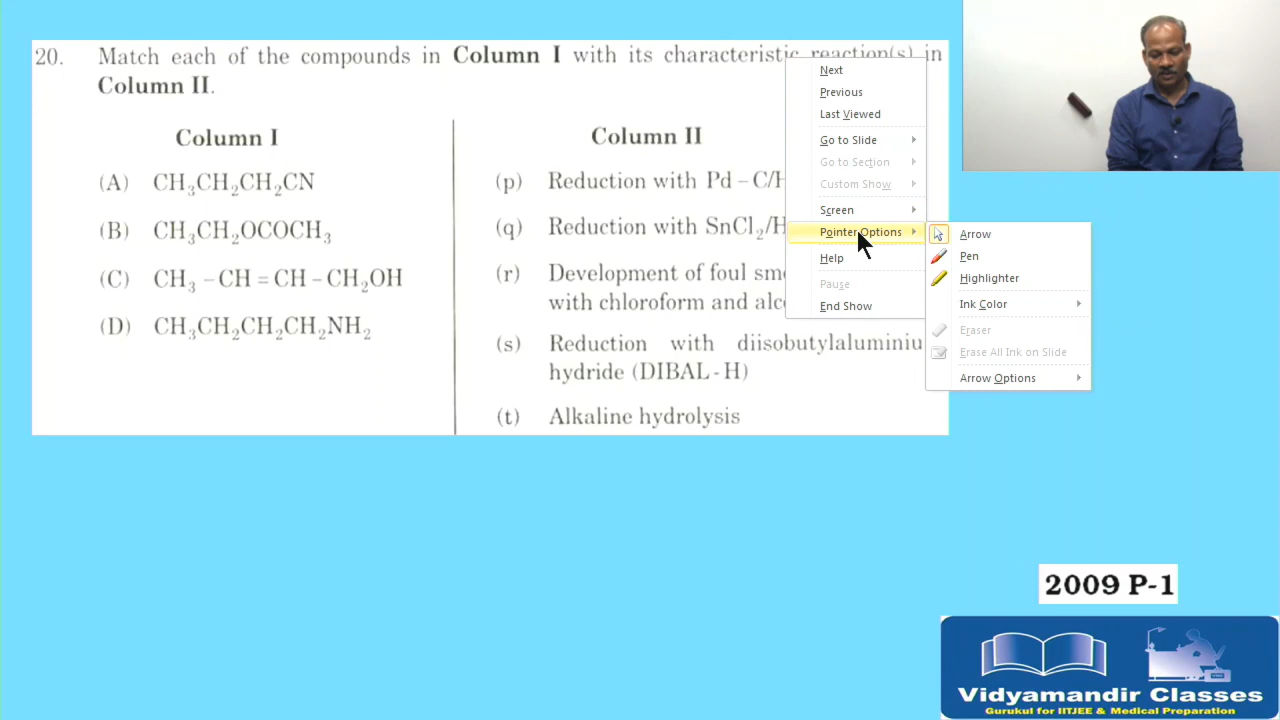 20. Match each of the compounds in Column I with its characteristic reaction(s) in
Column II.
Column I
Column II
(A) CH₃CH₂CH₂CN
(B) CH₃CH₂OCOCH₃
(C) CH₃ – CH = CH – CH₂OH
(D) CH₃CH₂CH₂CH₂NH₂
(p) Reduction with Pd – C/H
(q) Reduction with SnCl₂/H
(r) Development of foul
with chloroform and
(s) Reduction with
hydride (DIBAL - H)
(t) Alkaline hydrolysis
Next
Previous
Last Viewed
Go to Slide
Go to Section
Custom Show
Screen
Pointer Options
Help
Pause
End Show
Arrow
Pen
Highlighter
Ink Color
Eraser
Erase All Ink on Slide
Arrow Options
2009 P-1
Vidyamandir Classes
Gurukul for IITJEE & Medical Preparation